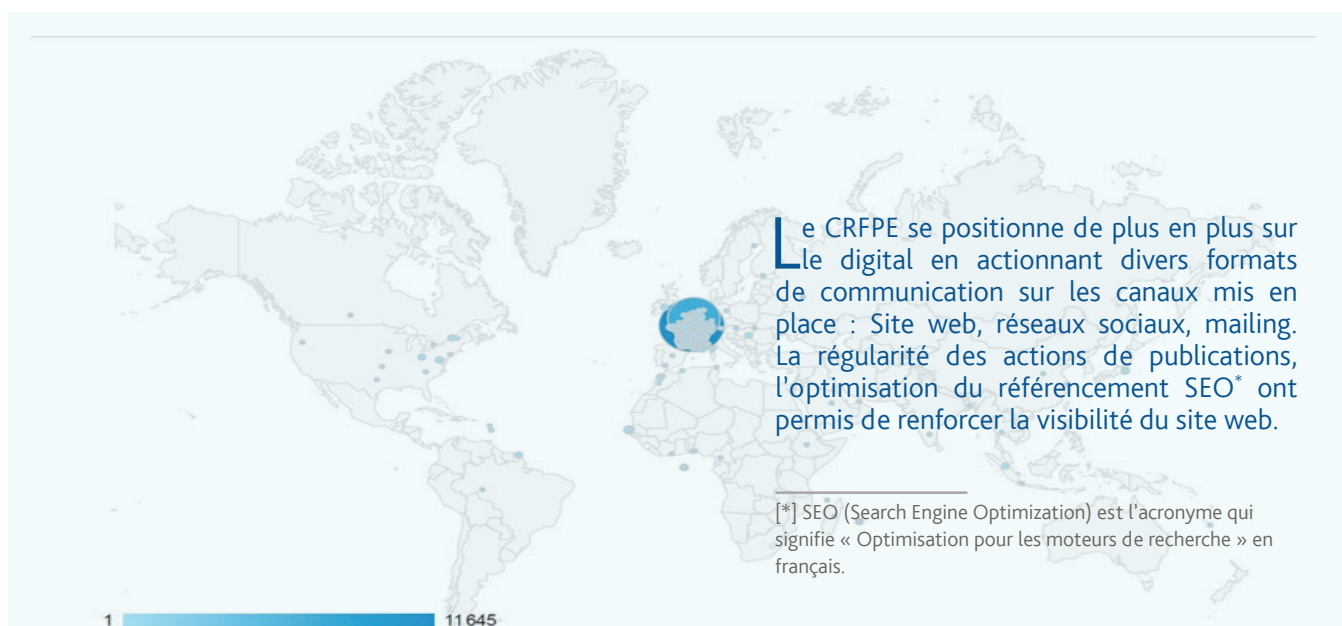 Le CRFPE se positionne de plus en plus sur
le digital en actionnant divers formats
de communication sur les canaux mis en
place : Site web, réseaux sociaux, mailing.
La régularité des actions de publications,
l'optimisation du référencement SEO* ont
permis de renforcer la visibilité du site web.
[*] SEO (Search Engine Optimization) est l'acronyme qui
signifie « Optimisation pour les moteurs de recherche » en
français.
1 11 645